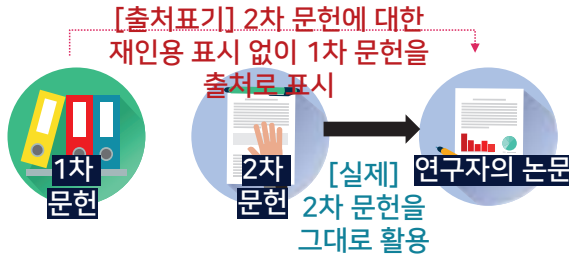 [출처표기] 2차 문헌에 대한
재인용 표시 없이 1차 문헌을
출처로 표시
1차
문헌
2차
문헌
[실제]
2차 문헌을
그대로 활용
연구자의 논문